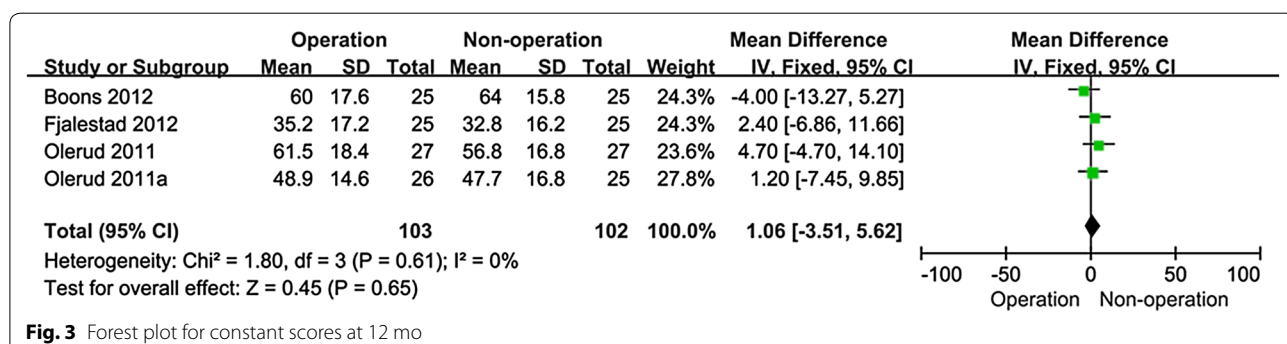 Operation Non-operation Mean Difference Mean Difference
Study or Subgroup Mean SD Total Mean SD Total Weight IV, Fixed, 95% CI IV, Fixed, 95% CI
Boons 2012 60 17.6 25 64 15.8 25 24.3% -4.00 [-13.27, 5.27]
Fjalestad 2012 35.2 17.2 25 32.8 16.2 25 24.3% 2.40 [-6.86, 11.66]
Olerud 2011 61.5 18.4 27 56.8 16.8 27 23.6% 4.70 [-4.70, 14.10]
Olerud 2011a 48.9 14.6 26 47.7 16.8 25 27.8% 1.20 [-7.45, 9.85]
Total (95% CI) 103 102 100.0% 1.06 [-3.51, 5.62]
Heterogeneity: Chi² = 1.80, df = 3 (P = 0.61); I² = 0%
Test for overall effect: Z = 0.45 (P = 0.65)
-100 -50 0 50 100
Operation Non-operation
Fig. 3 Forest plot for constant scores at 12 mo